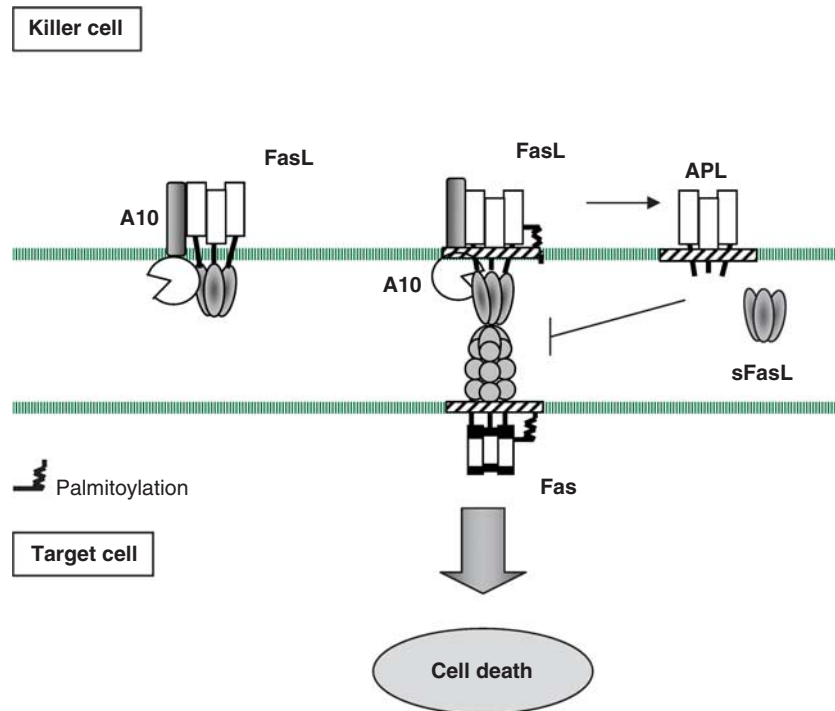 Killer cell
FasL
FasL
APL
A10
A10
sFasL
Palmitoylation
Fas
Target cell
Cell death